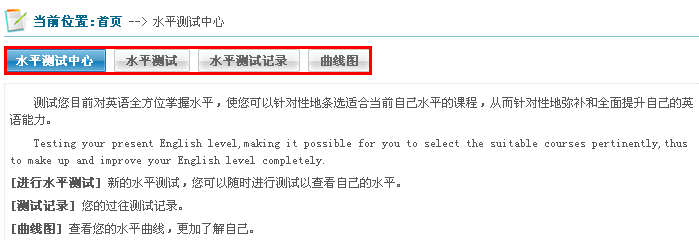 当前位置:首页 --> 水平测试中心
水平测试中心 水平测试 水平测试记录 曲线图
测试您目前对英语全方位掌握水平，使您可以针对性地条选适合当前自己水平的课程，从而针对性地弥补和全面提升自己的英
语能力。
Testing your present English level,making it possible for you to select the suitable courses pertinently,thus
to make up and improve your English level completely.
[进行水平测试] 新的水平测试，您可以随时进行测试以查看自己的水平。
[测试记录] 您的过往测试记录。
[曲线图] 查看您的水平曲线，更加了解自己。